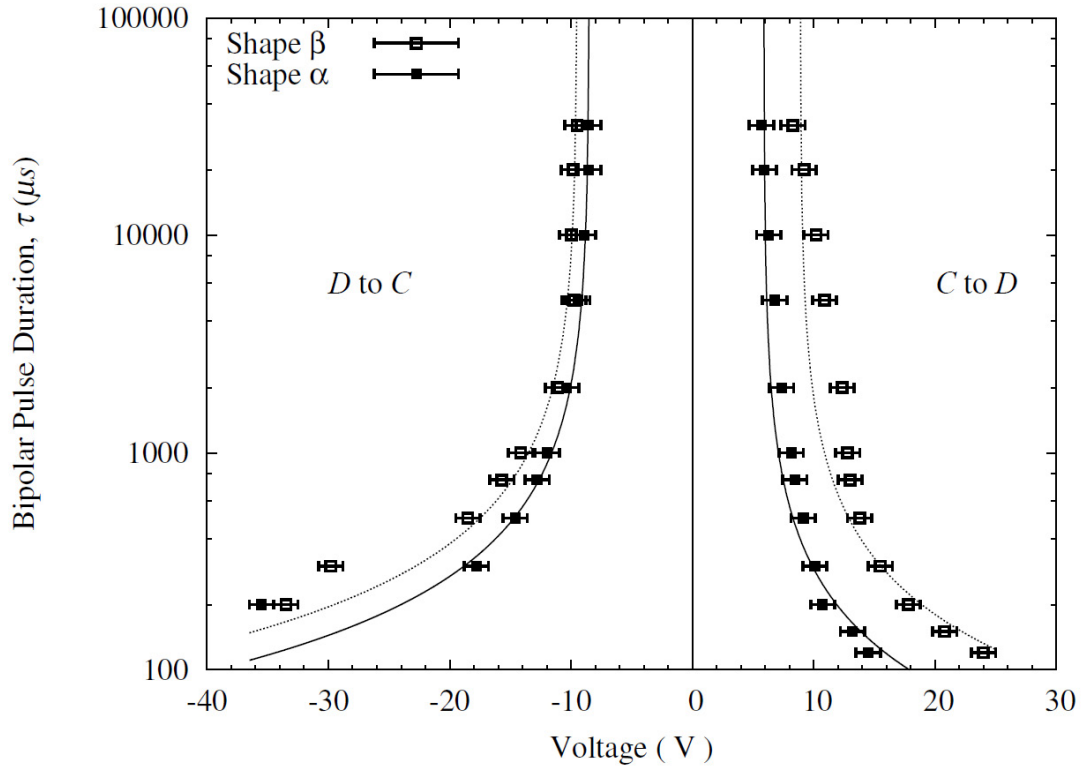 100000
Shape β
Shape α
10000
D to C
C to D
1000
100
-40 -30 -20 -10 0 10 20 30
Voltage ( V )
Bipolar Pulse Duration, τ (μs)